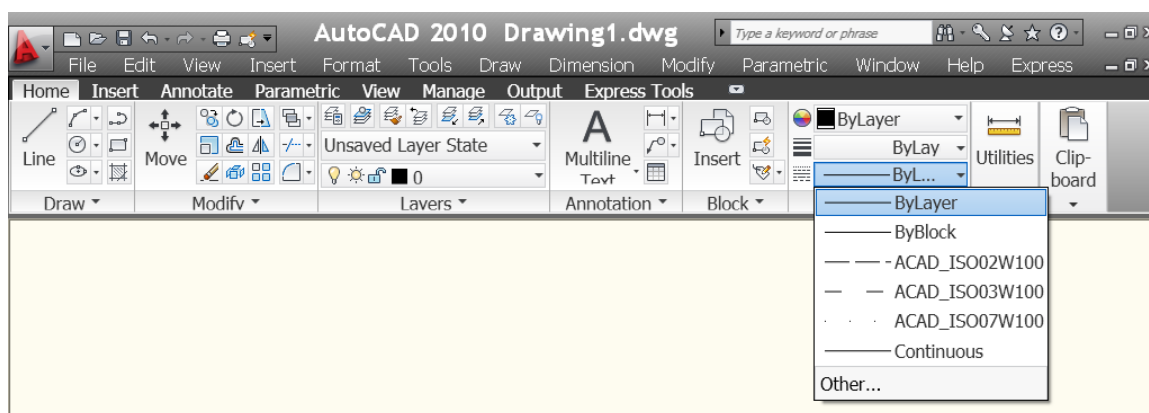 AutoCAD 2010 Drawing1.dwg Type a keyword or phrase
File Edit View Insert Format Tools Draw Dimension Modify Parametric Window Help Express
Home Insert Annotate Parametric View Manage Output Express Tools
Line Move Unsaved Layer State 0 Multiline Text Insert ByLayer ByLay ByL... Utilities Clip-board
Draw Modify Layers Annotation Block
ByLayer
ByBlock
ACAD_ISO02W100
ACAD_ISO03W100
ACAD_ISO07W100
Continuous
Other...